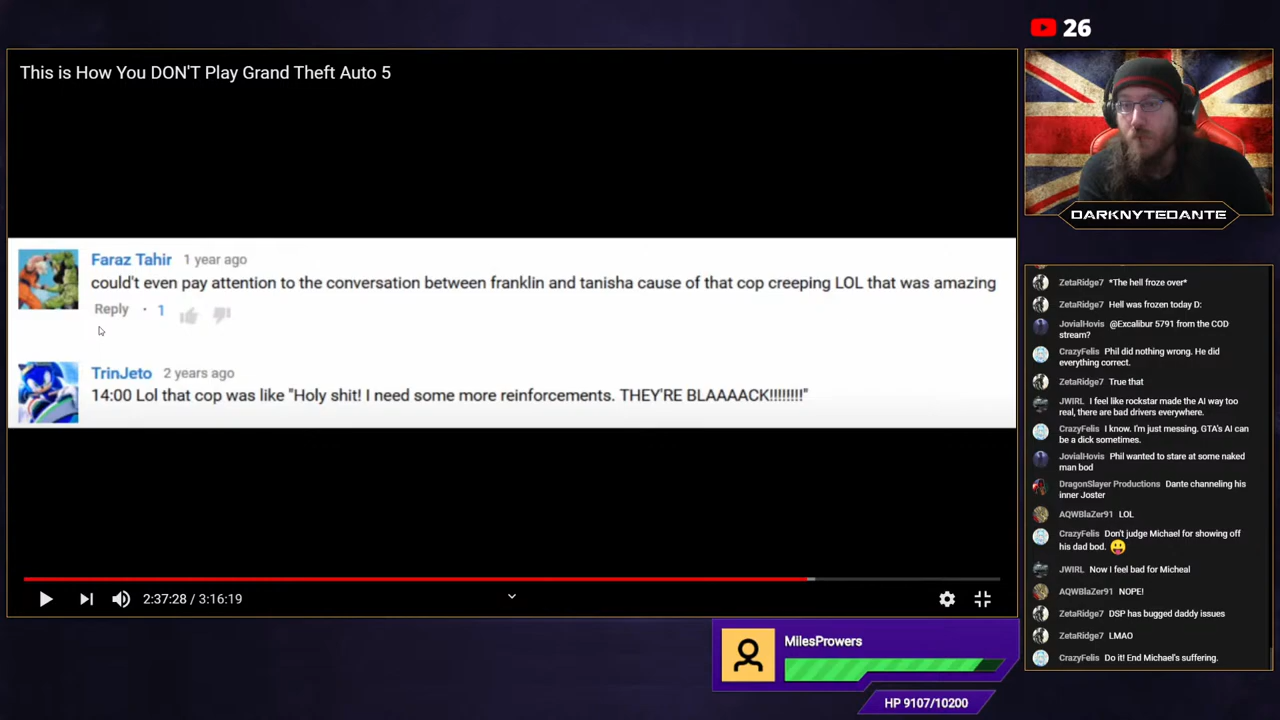 26
This is How You DON'T Play Grand Theft Auto 5
Faraz Tahir 1 year ago
could't even pay attention to the conversation between franklin and tanisha cause of that cop creeping LOL that was amazing
Reply · 1
TrinJeto 2 years ago
14:00 Lol that cop was like "Holy shit! I need some more reinforcements. THEY'RE BLAAAACK!!!!!!!!"
2:37:28 / 3:16:19
DARKNYTEDANTE
ZetaRidge7 *The hell froze over*
ZetaRidge7 Hell was frozen today D:
JovialHovis @Excalibur 5791 from the COD
stream?
CrazyFelis Phil did nothing wrong. He did
everything correct.
ZetaRidge7 True that
JWIRL I feel like rockstar made the AI way too
real, there are bad drivers everywhere.
CrazyFelis I know. I'm just messing. GTA's AI can
be a dick sometimes.
JovialHovis Phil wanted to stare at some naked
man bod
DragonSlayer Productions Dante channeling his
inner Joster
AQWBlaZer91 LOL
CrazyFelis Don't judge Michael for showing off
his dad bod.
JWIRL Now I feel bad for Micheal
AQWBlaZer91 NOPE!
ZetaRidge7 DSP has bugged daddy issues
ZetaRidge7 LMAO
CrazyFelis Do it! End Michael's suffering.
MilesProwers
HP 9107/10200